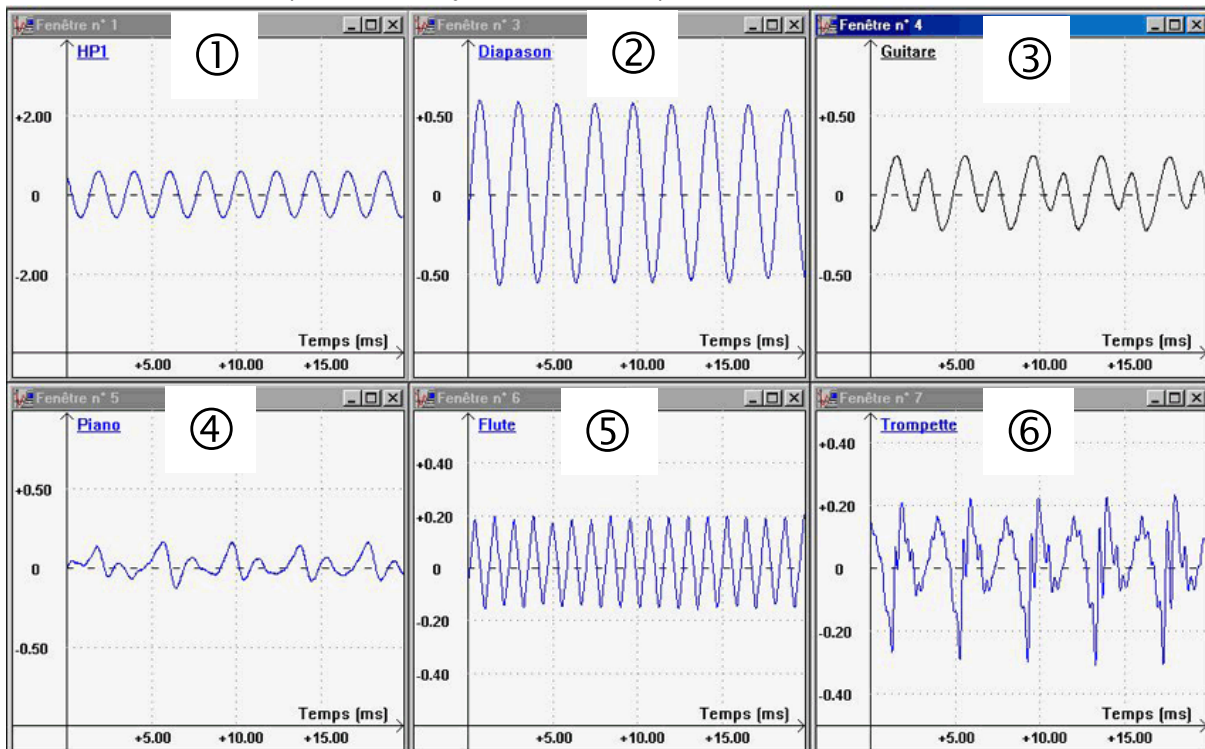 Fenêtre n° 1
①
HP1
+2.00
0
-2.00
Temps (ms)
+5.00 +10.00 +15.00
Fenêtre n° 3
②
Diapason
+0.50
0
-0.50
Temps (ms)
+5.00 +10.00 +15.00
Fenêtre n° 4
③
Guitare
+0.50
0
-0.50
Temps (ms)
+5.00 +10.00 +15.00
Fenêtre n° 5
④
Piano
+0.50
0
-0.50
Temps (ms)
+5.00 +10.00 +15.00
Fenêtre n° 6
⑤
Flute
+0.40
+0.20
0
-0.20
-0.40
Temps (ms)
+5.00 +10.00 +15.00
Fenêtre n° 7
⑥
Trompette
+0.40
+0.20
0
-0.20
-0.40
Temps (ms)
+5.00 +10.00 +15.00